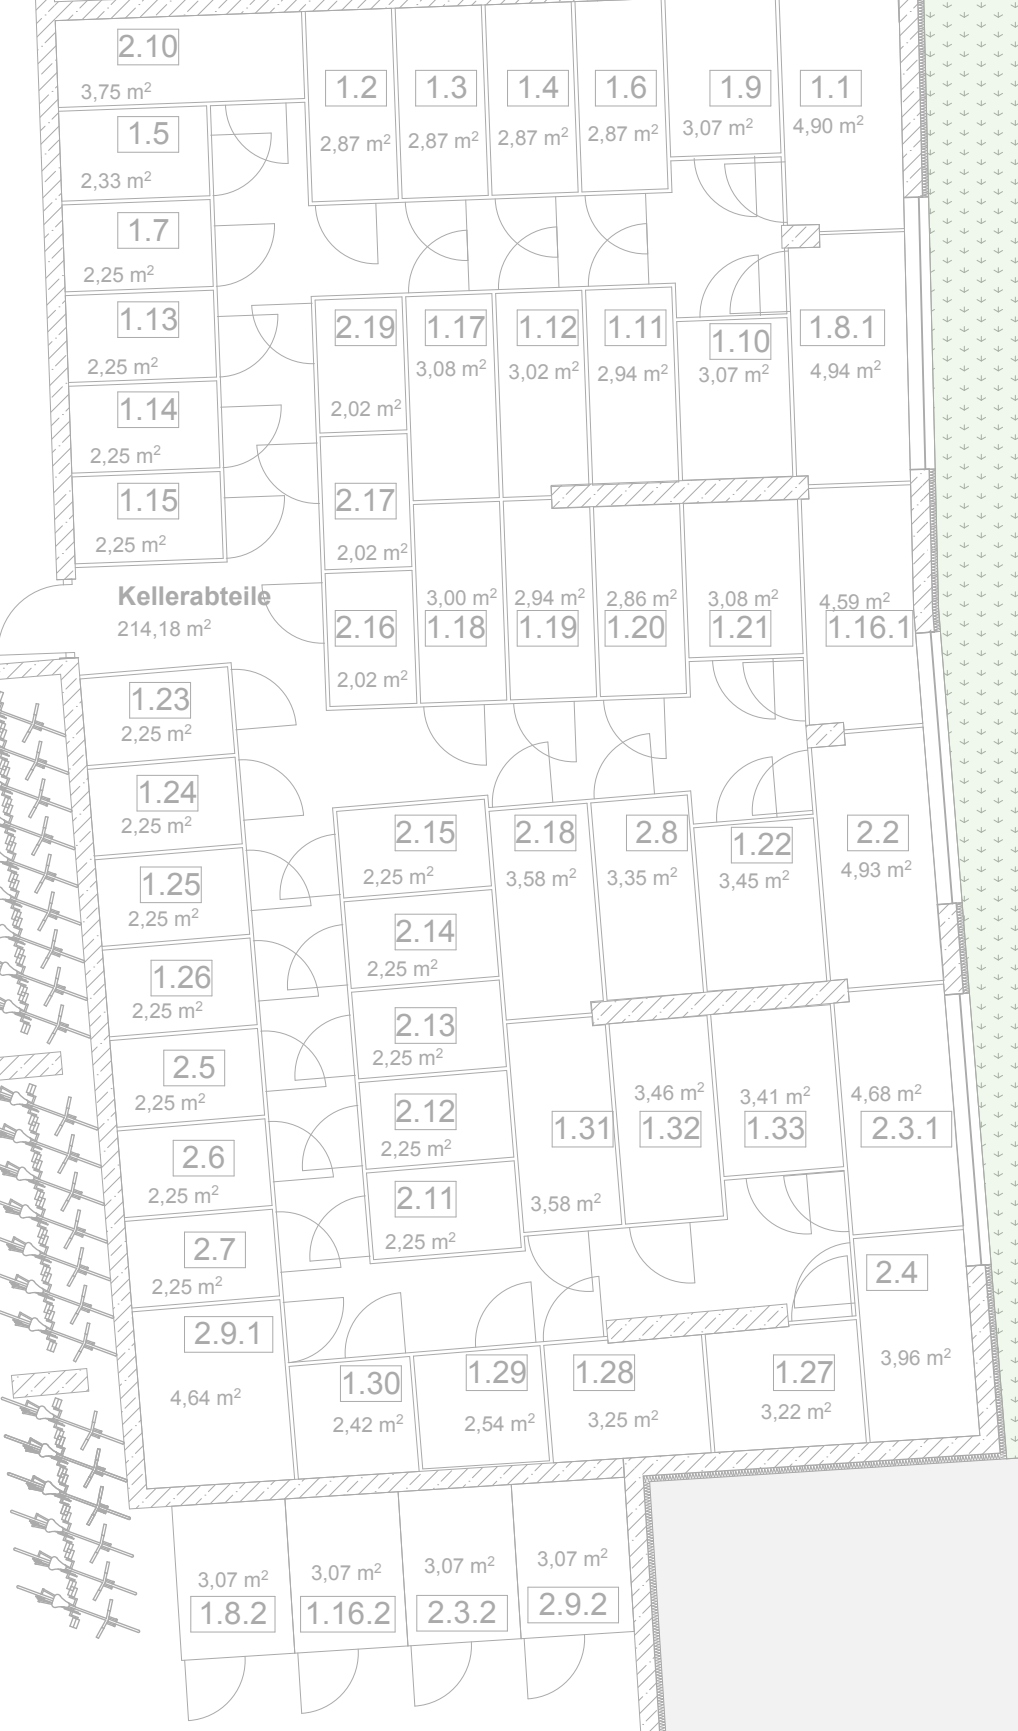 2.10
3,75 m²
1.2
2,87 m²
1.3
2,87 m²
1.4
2,87 m²
1.6
2,87 m²
1.9
3,07 m²
1.1
4,90 m²
1.5
2,33 m²
1.7
2,25 m²
1.13
2,25 m²
1.14
2,25 m²
1.15
2,25 m²
2.19
2,02 m²
1.17
3,08 m²
1.12
3,02 m²
1.11
2,94 m²
1.10
3,07 m²
1.8.1
4,94 m²
2.17
2,02 m²
Kellerabteile
214,18 m²
2.16
2,02 m²
3,00 m²
1.18
2,94 m²
1.19
2,86 m²
1.20
3,08 m²
1.21
4,59 m²
1.16.1
1.23
2,25 m²
1.24
2,25 m²
1.25
2,25 m²
1.26
2,25 m²
2.5
2,25 m²
2.6
2,25 m²
2.7
2,25 m²
2.9.1
4,64 m²
2.15
2,25 m²
2.14
2,25 m²
2.13
2,25 m²
2.12
2,25 m²
2.11
2,25 m²
2.18
3,58 m²
2.8
3,35 m²
1.22
3,45 m²
2.2
4,93 m²
1.31
3,58 m²
3,46 m²
1.32
3,41 m²
1.33
4,68 m²
2.3.1
2.4
3,96 m²
1.30
2,42 m²
1.29
2,54 m²
1.28
3,25 m²
1.27
3,22 m²
3,07 m²
1.8.2
3,07 m²
1.16.2
3,07 m²
2.3.2
3,07 m²
2.9.2